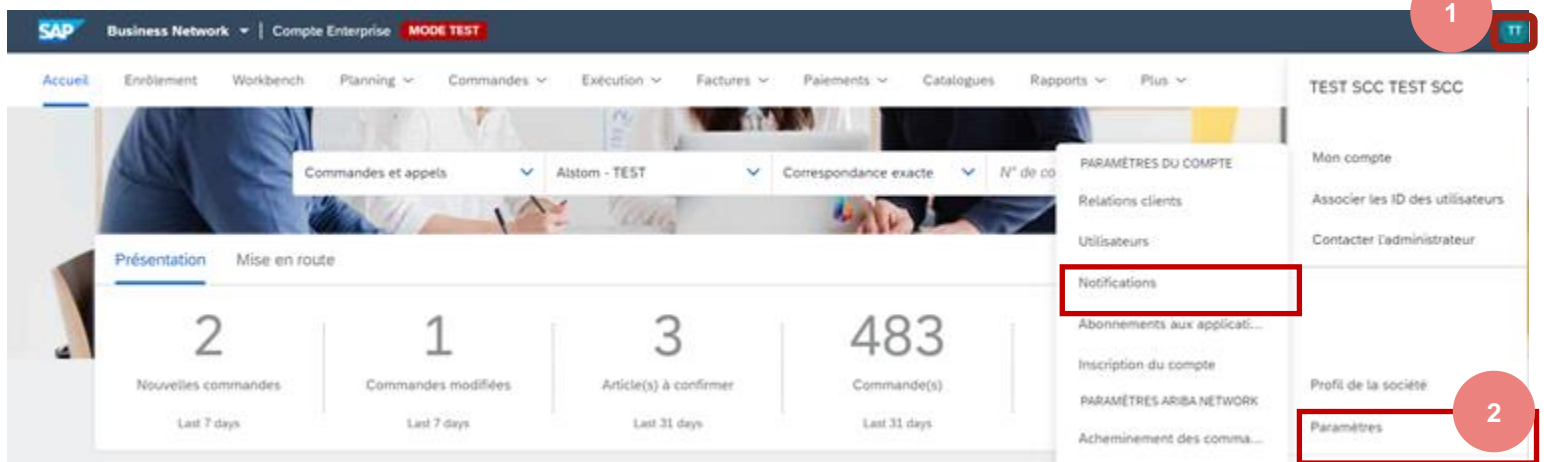 1
SAP Business Network | Compte Enterprise MODE TEST
TT
Accueil Enrôlement Workbench Planning Commandes Exécution Factures Paiements Catalogues Rapports Plus
TEST SCC TEST SCC
Commandes et appels Alstom - TEST Correspondance exacte N° de co
PARAMÈTRES DU COMPTE
Relations clients
Utilisateurs
Notifications
Abonnements aux applicati...
Inscription du compte
PARAMÈTRES ARIBA NETWORK
Acheminement des comma...
Mon compte
Associer les ID des utilisateurs
Contacter l'administrateur
Profil de la société
2
Paramètres
Présentation Mise en route
2 1 3 483
Nouvelles commandes Commandes modifiées Article(s) à confirmer Commande(s)
Last 7 days Last 7 days Last 31 days Last 31 days